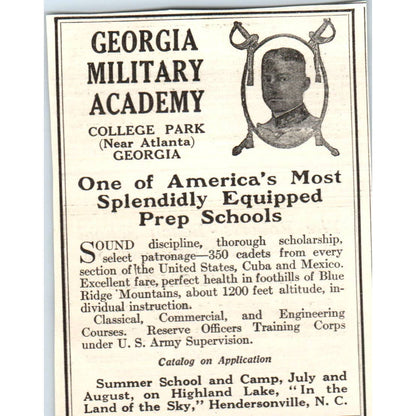 GEORGIA
MILITARY
ACADEMY
COLLEGE PARK
(Near Atlanta)
GEORGIA
One of America's Most
Splendidly Equipped
Prep Schools
SOUND discipline, thorough scholarship,
select patronage—350 cadets from every
section of the United States, Cuba and Mexico.
Excellent fare, perfect health in foothills of Blue
Ridge Mountains, about 1200 feet altitude, in-
dividual instruction.
Classical, Commercial, and Engineering
Courses. Reserve Officers Training Corps
under U. S. Army Supervision.
Catalog on Application
Summer School and Camp, July and
August, on Highland Lake, "In the
Land of the Sky," Hendersonville, N. C.